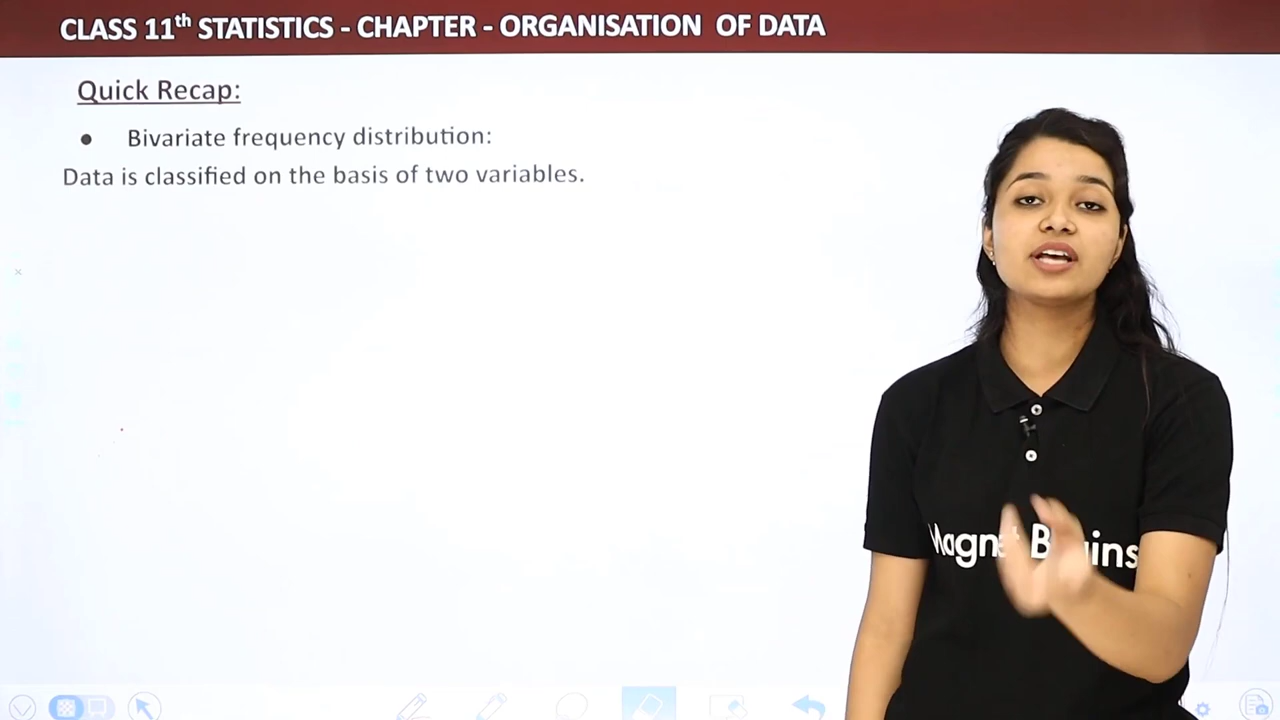 CLASS 11th STATISTICS - CHAPTER - ORGANISATION OF DATA
Quick Recap:
● Bivariate frequency distribution:
Data is classified on the basis of two variables.